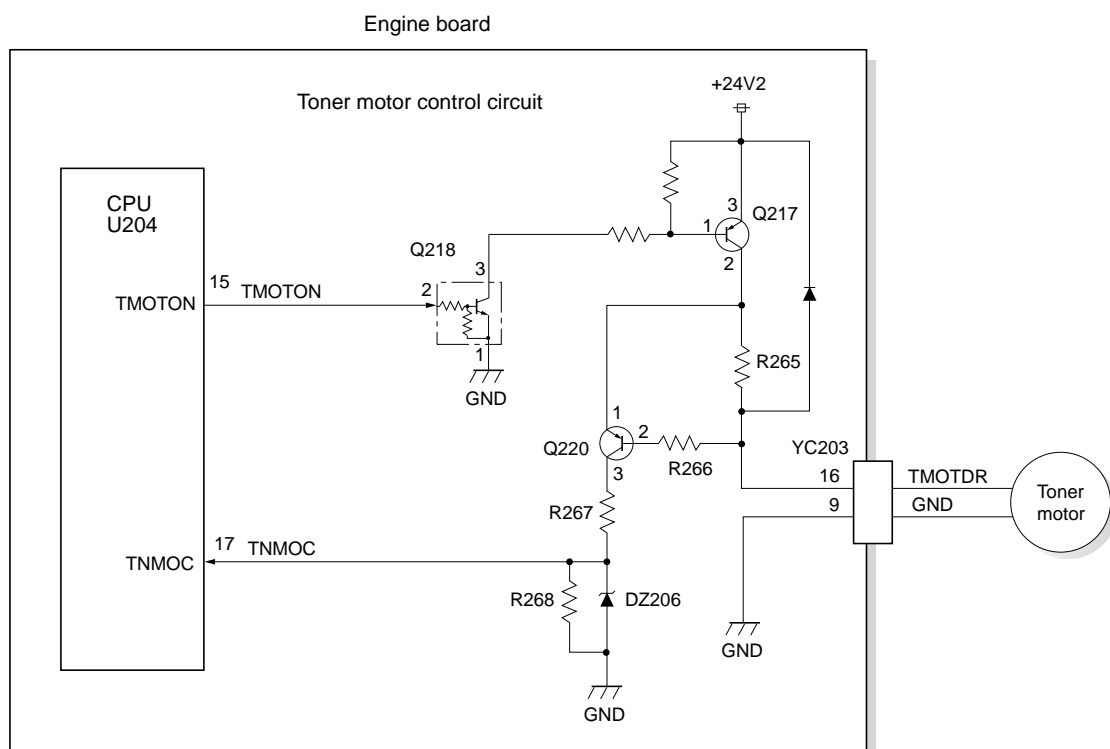 Engine board
Toner motor control circuit
+24V2
CPU
U204
3
Q217
1
2
Q218
3
15
TMOTON
TMOTON
2
1
GND
R265
1
Q220
2
R266
3
YC203
16
TMOTDR
9
GND
Toner
motor
R267
17
TNMOC
TNMOC
R268
DZ206
GND
GND